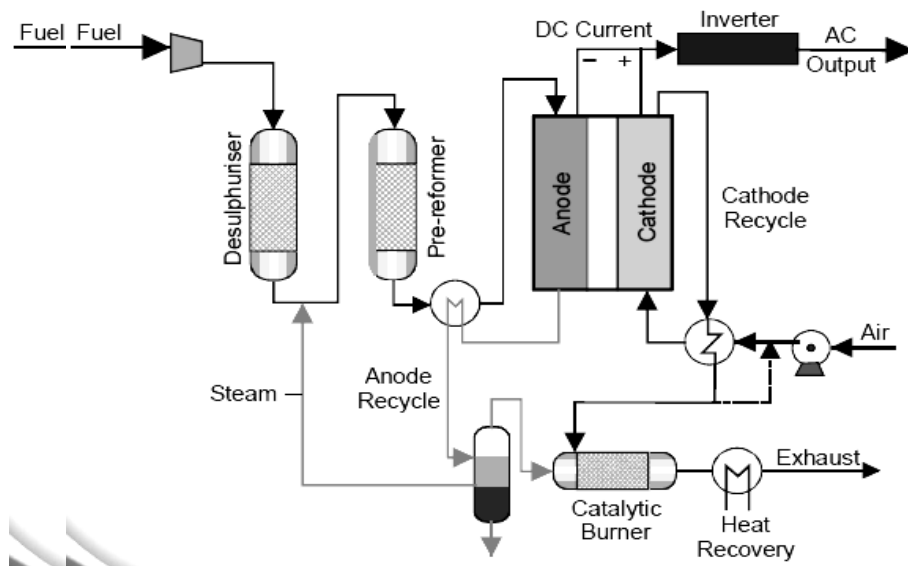 Fuel Fuel
DC Current
Inverter
AC
Output
− +
Desulphuriser
Pre-reformer
Anode
Cathode
Cathode
Recycle
Air
Steam
Anode
Recycle
Exhaust
Catalytic
Burner
Heat
Recovery